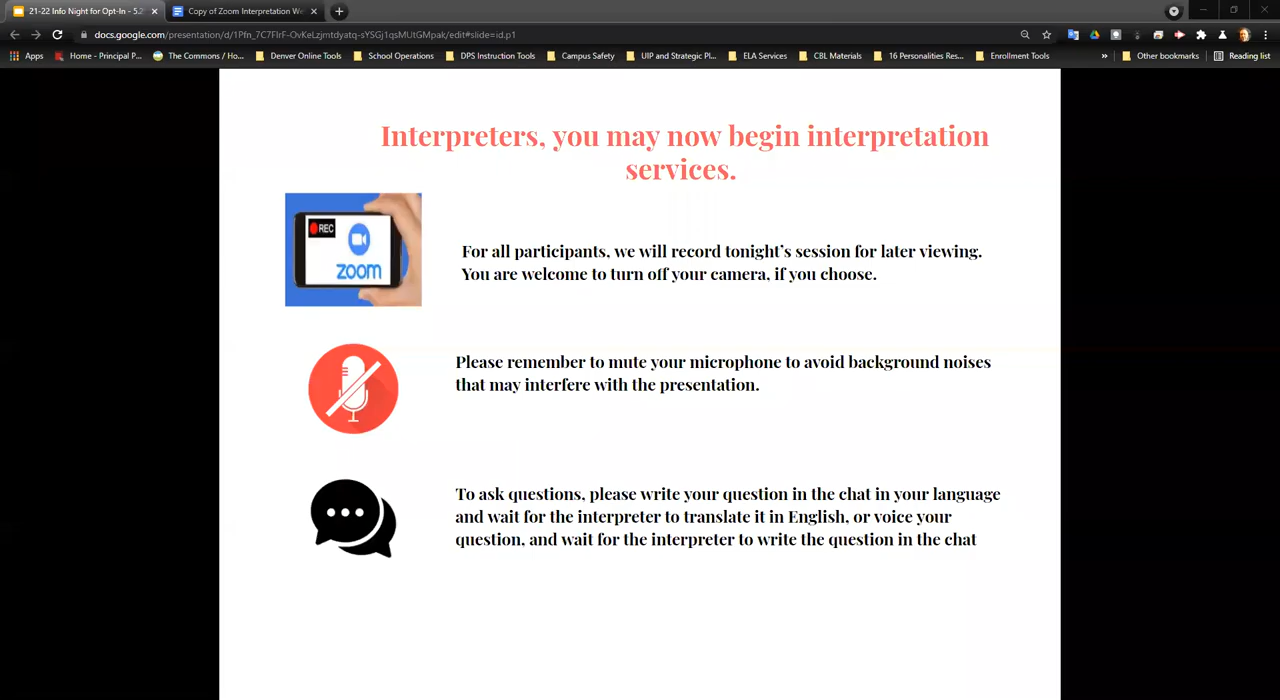 21-22 Info Night for Opt-In - 5.2
Copy of Zoom Interpretation We
docs.google.com/presentation/d/1Pfn_7C7FIrF-OvKeLzjmtdyatq-sYSGj1qsMUtGMpak/edit#slide=id.p1
Apps Home - Principal P... The Commons / Ho... Denver Online Tools School Operations DPS Instruction Tools Campus Safety UIP and Strategic Pl... ELA Services CBL Materials 16 Personalities Res... Enrollment Tools » Other bookmarks Reading list
Interpreters, you may now begin interpretation
services.
REC
zoom
For all participants, we will record tonight's session for later viewing.
You are welcome to turn off your camera, if you choose.
Please remember to mute your microphone to avoid background noises
that may interfere with the presentation.
To ask questions, please write your question in the chat in your language
and wait for the interpreter to translate it in English, or voice your
question, and wait for the interpreter to write the question in the chat